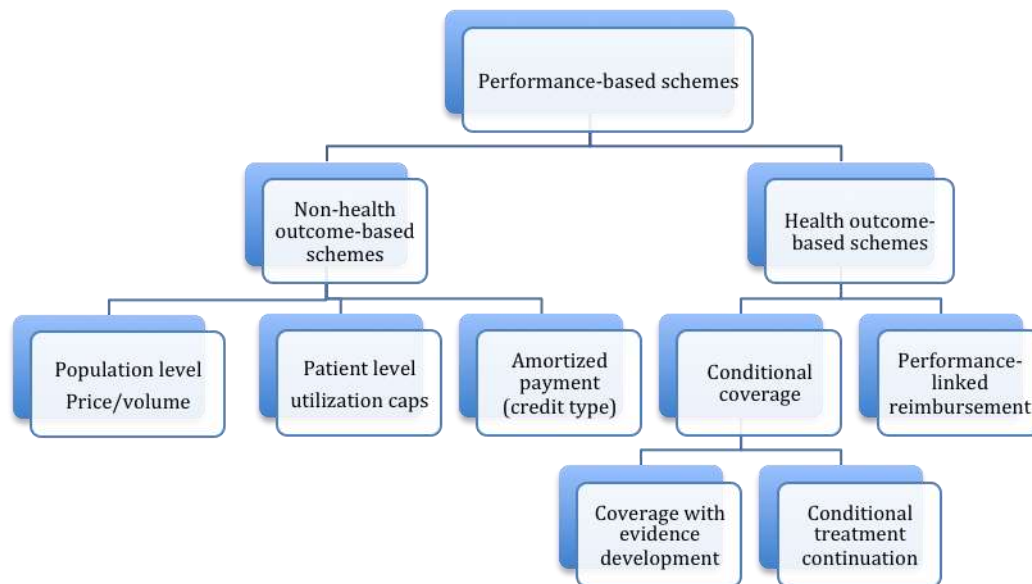 Performance-based schemes
Non-health
outcome-based
schemes
Health outcome-
based schemes
Population level
Price/volume
Patient level
utilization caps
Amortized
payment
(credit type)
Conditional
coverage
Performance-
linked
reimbursement
Coverage with
evidence
development
Conditional
treatment
continuation